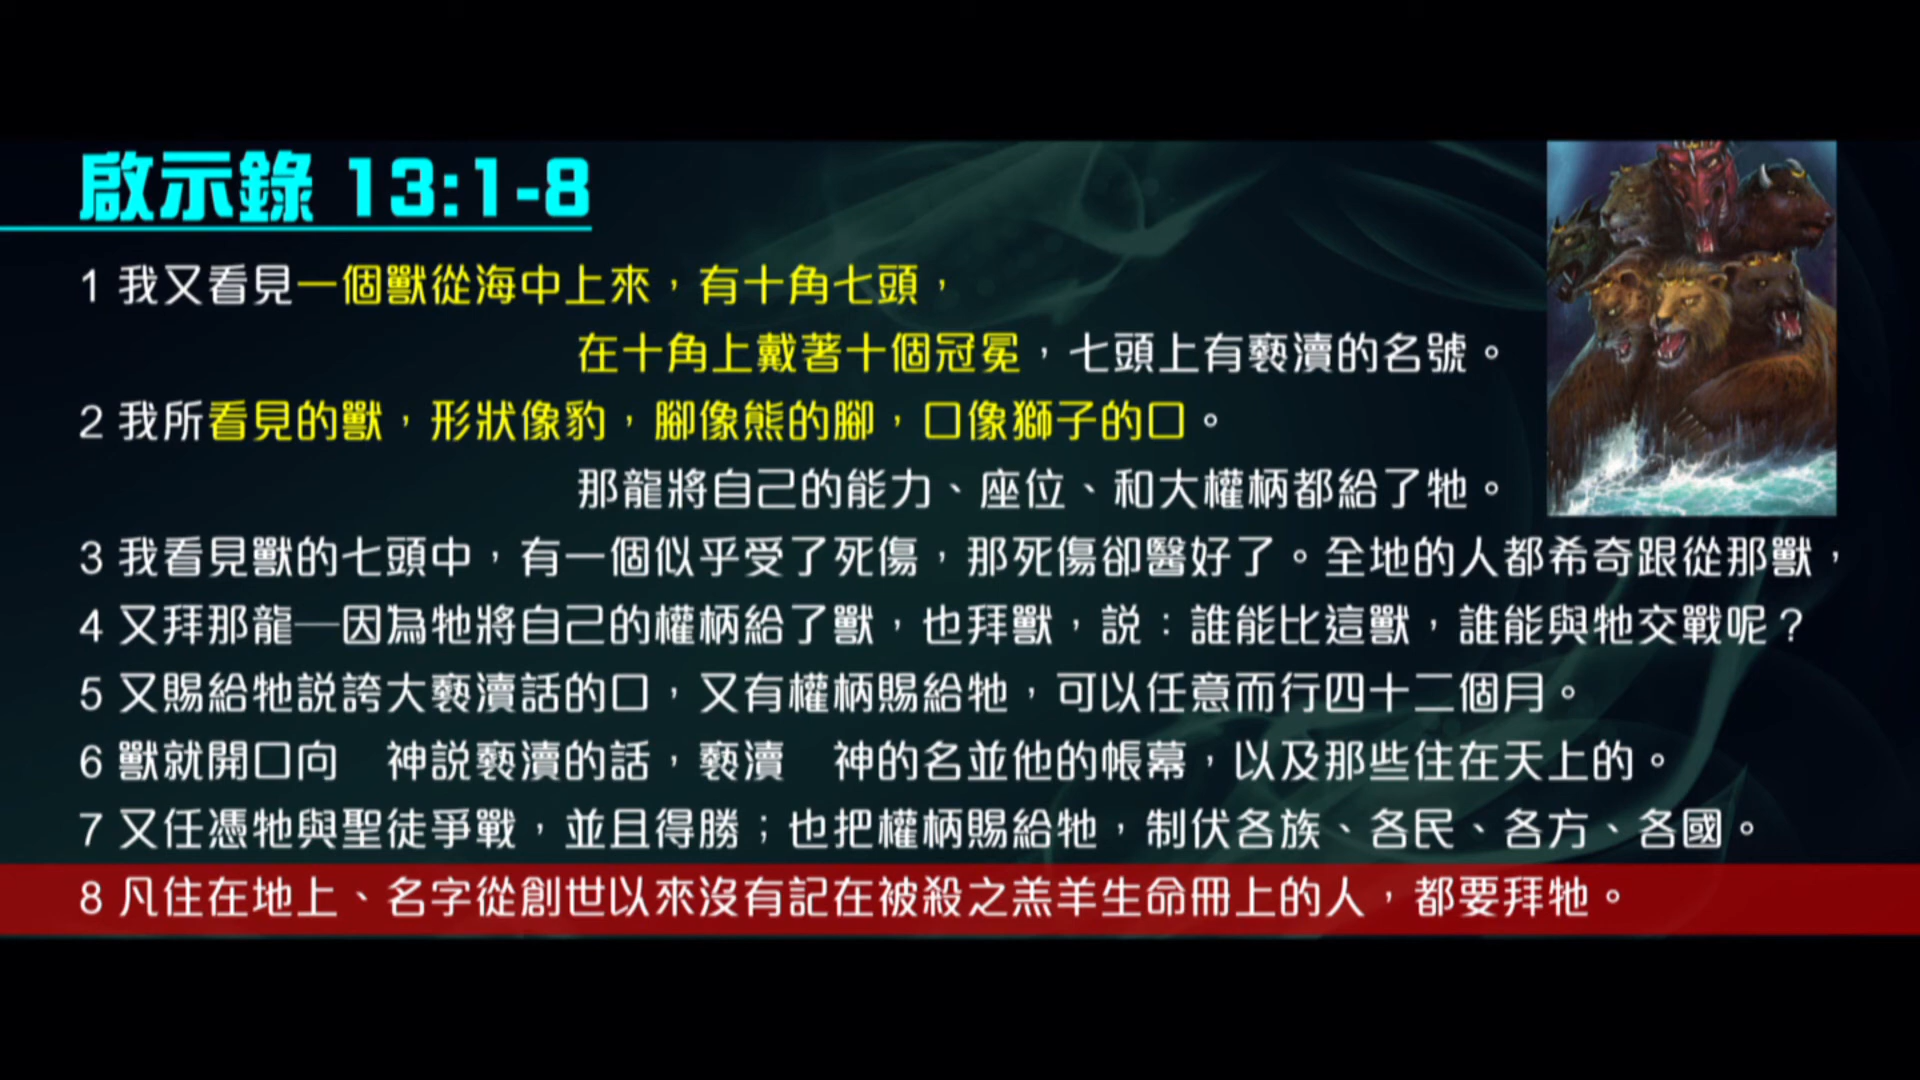 啟示錄 13:1-8
1 我又看見一個獸從海中上來，有十角七頭，
在十角上戴著十個冠冕，七頭上有褻瀆的名號。
2 我所看見的獸，形狀像豹，腳像熊的腳，口像獅子的口。
那龍將自己的能力、座位、和大權柄都給了牠。
3 我看見獸的七頭中，有一個似乎受了死傷，那死傷卻醫好了。全地的人都希奇跟從那獸，
4 又拜那龍─因為牠將自己的權柄給了獸，也拜獸，説：誰能比這獸，誰能與牠交戰呢？
5 又賜給牠説誇大褻瀆話的口，又有權柄賜給牠，可以任意而行四十二個月。
6 獸就開口向　神説褻瀆的話，褻瀆　神的名並他的帳幕，以及那些住在天上的。
7 又任憑牠與聖徒爭戰，並且得勝；也把權柄賜給牠，制伏各族、各民、各方、各國。
8 凡住在地上、名字從創世以來沒有記在被殺之羔羊生命冊上的人，都要拜牠。